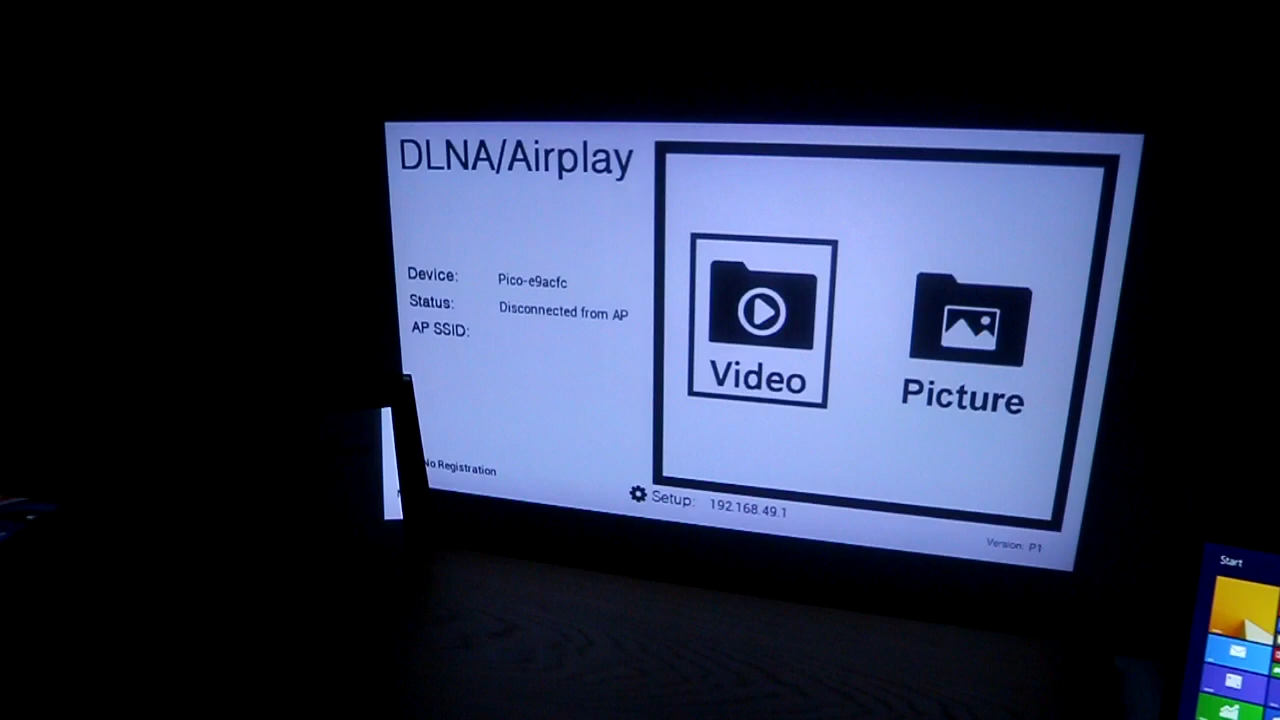 DLNA/Airplay
Device: Pico-e9acfc
Status: Disconnected from AP
AP SSID:
Video
Picture
No Registration
Setup: 192.168.49.1
Version: P1
Start